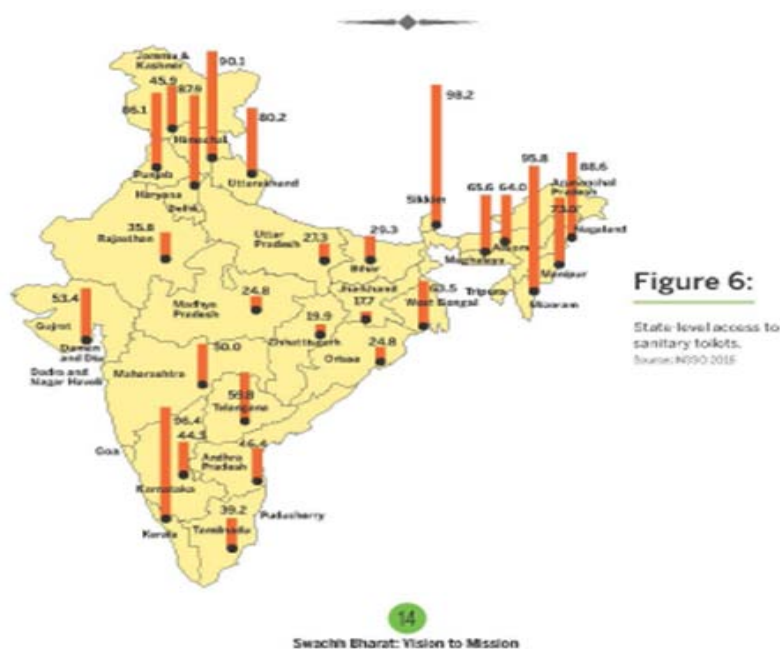 90.1
Jammu &
Kashmir
45.9
87.9
86.1
80.2
Himachal
Punjab
Uttarakhand
Haryana
Delhi
98.2
95.8
88.6
65.6 64.0
Arunachal
Pradesh
73.0
Sikkim
Nagaland
Assam
Meghalaya
Manipur
Tripura
Mizoram
35.8
Rajasthan
Uttar
Pradesh
27.3
29.3
Bihar
Jharkhand
17.7
63.5
West Bengal
53.4
Gujrat
Damen
and Diu
Dadra and
Nagar Haveli
Madhya
Pradesh
24.8
19.9
Chhattisgarh
24.8
Orissa
50.0
Maharashtra
Telangana
96.4
44.3
46.4
Goa
Andhra
Pradesh
Karnataka
39.2
Puducherry
Kerala
Tamilnadu
Figure 6:
State-level access to
sanitary toilets.
Source: NSSO 2016
14
Swachh Bharat: Vision to Mission